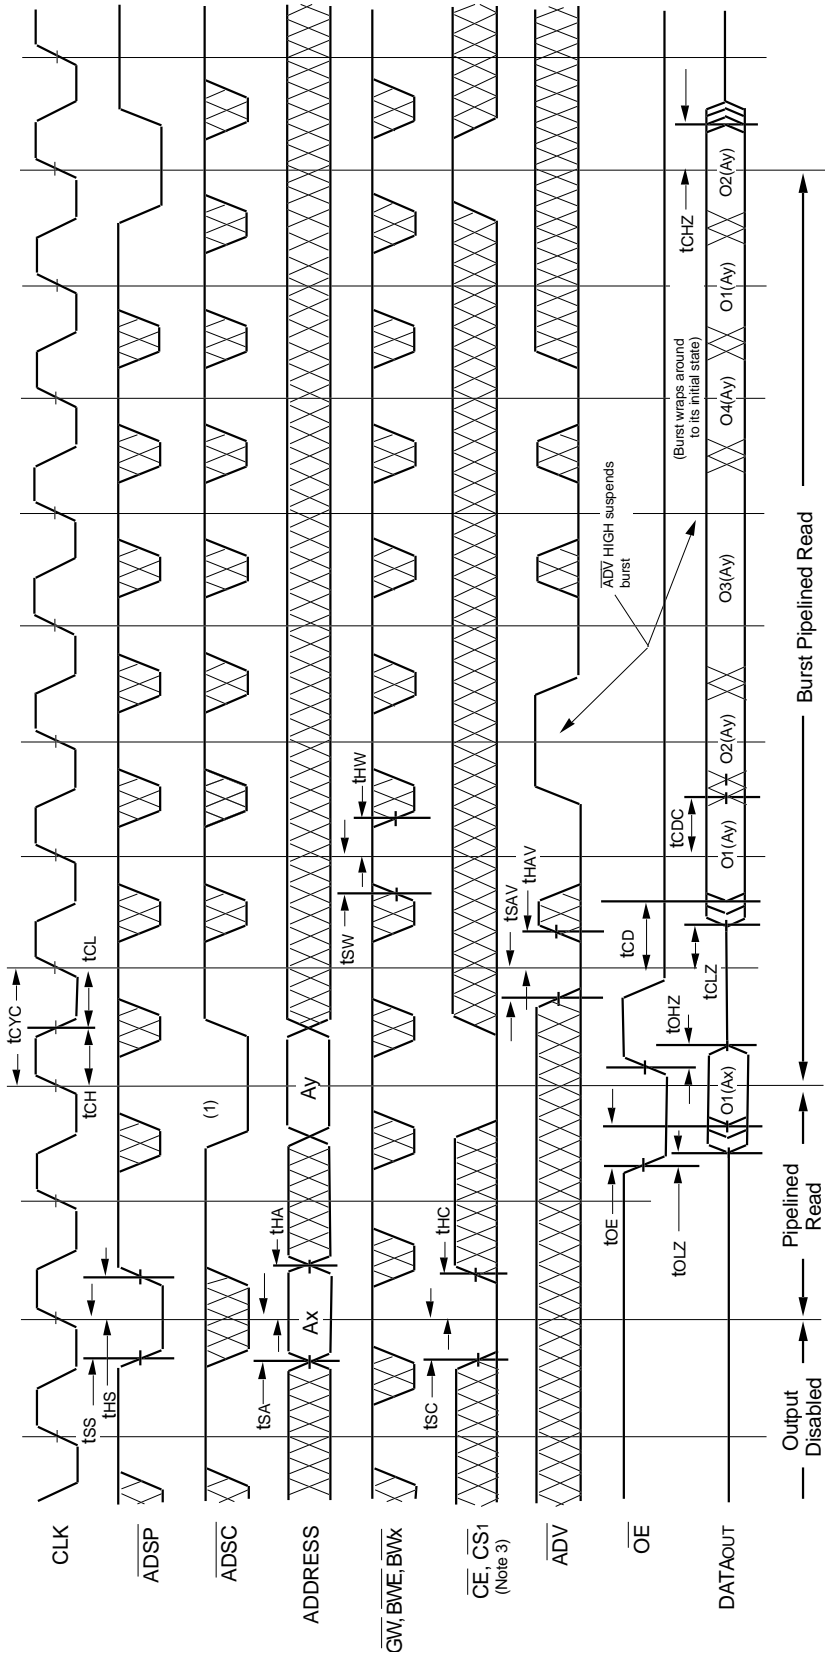 CLK
tCYC
tCH
tCL
tSS
tHS
ADSP
ADSC
(1)
ADDRESS
tSA
tHA
Ax
Ay
GW, BWE, BWx
tSW
tHW
CE, CS1
(Note 3)
tSC
tHC
ADV
tSAV
tHAV
ADV HIGH suspends
burst
OE
tOE
tOHZ
tCD
tOLZ
tCLZ
tCDC
tCHZ
(Burst wraps around
to its initial state)
DATAOUT
O1(Ax)
O1(Ay)
O2(Ay)
O3(Ay)
O4(Ay)
O1(Ay)
O2(Ay)
Output
Disabled
Pipelined
Read
Burst Pipelined Read